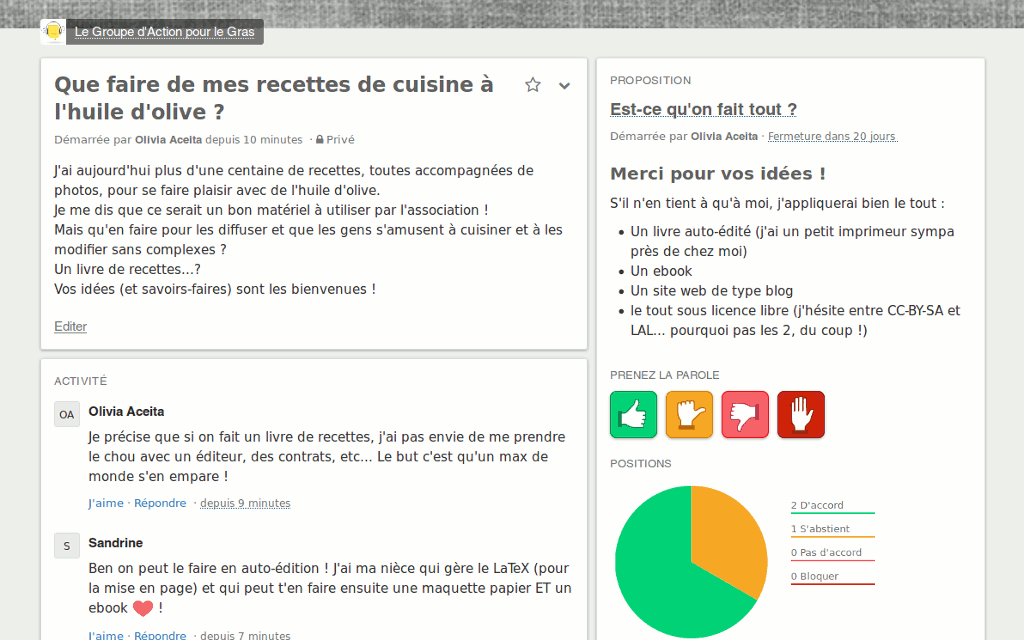 Le Groupe d'Action pour le Gras
Que faire de mes recettes de cuisine à
l'huile d'olive ?
Démarrée par Olivia Aceita depuis 10 minutes · Privé
J'ai aujourd'hui plus d'une centaine de recettes, toutes accompagnées de
photos, pour se faire plaisir avec de l'huile d'olive.
Je me dis que ce serait un bon matériel à utiliser par l'association !
Mais qu'en faire pour les diffuser et que les gens s'amusent à cuisiner et à les
modifier sans complexes ?
Un livre de recettes...?
Vos idées (et savoirs-faires) sont les bienvenues !
Editer
ACTIVITÉ
OA
Olivia Aceita
Je précise que si on fait un livre de recettes, j'ai pas envie de me prendre
le chou avec un éditeur, des contrats, etc... Le but c'est qu'un max de
monde s'en empare !
J'aime · Répondre · depuis 9 minutes
S
Sandrine
Ben on peut le faire en auto-édition ! J'ai ma nièce qui gère le LaTeX (pour
la mise en page) et qui peut t'en faire ensuite une maquette papier ET un
ebook ❤ !
J'aime · Répondre · depuis 7 minutes
PROPOSITION
Est-ce qu'on fait tout ?
Démarrée par Olivia Aceita · Fermeture dans 20 jours
Merci pour vos idées !
S'il n'en tient à qu'à moi, j'appliquerai bien le tout :
• Un livre auto-édité (j'ai un petit imprimeur sympa
près de chez moi)
• Un ebook
• Un site web de type blog
• le tout sous licence libre (j'hésite entre CC-BY-SA et
LAL... pourquoi pas les 2, du coup !)
PRENEZ LA PAROLE
POSITIONS
2 D'accord
1 S'abstient
0 Pas d'accord
0 Bloquer